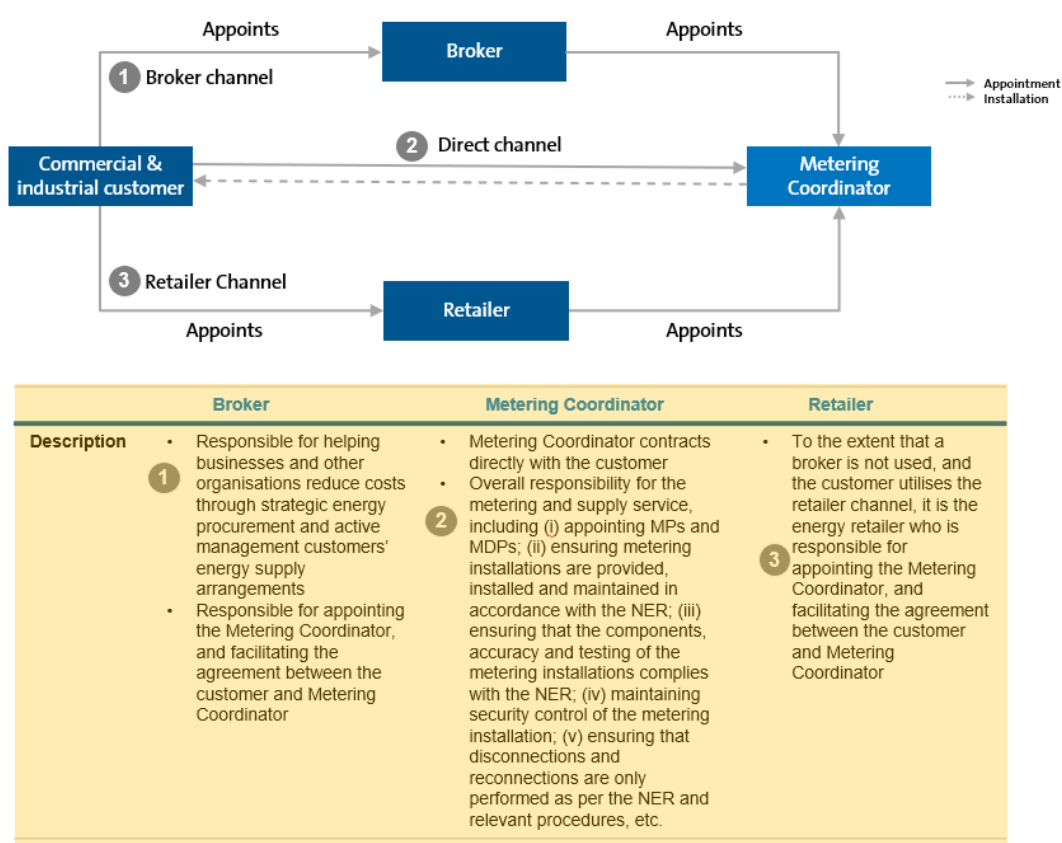 Appoints
Appoints
Broker
1 Broker channel
Appointment
Installation
2 Direct channel
Commercial &
industrial customer
Metering
Coordinator
3 Retailer Channel
Retailer
Appoints
Appoints
Broker
Metering Coordinator
Retailer
Description
1
• Responsible for helping
businesses and other
organisations reduce costs
through strategic energy
procurement and active
management customers’
energy supply
arrangements
• Responsible for appointing
the Metering Coordinator,
and facilitating the
agreement between the
customer and Metering
Coordinator
2
• Metering Coordinator contracts
directly with the customer
• Overall responsibility for the
metering and supply service,
including (i) appointing MPs and
MDPs; (ii) ensuring metering
installations are provided,
installed and maintained in
accordance with the NER; (iii)
ensuring that the components,
accuracy and testing of the
metering installations complies
with the NER; (iv) maintaining
security control of the metering
installation; (v) ensuring that
disconnections and
reconnections are only
performed as per the NER and
relevant procedures, etc.
3
• To the extent that a
broker is not used, and
the customer utilises the
retailer channel, it is the
energy retailer who is
responsible for
appointing the Metering
Coordinator, and
facilitating the agreement
between the customer
and Metering
Coordinator